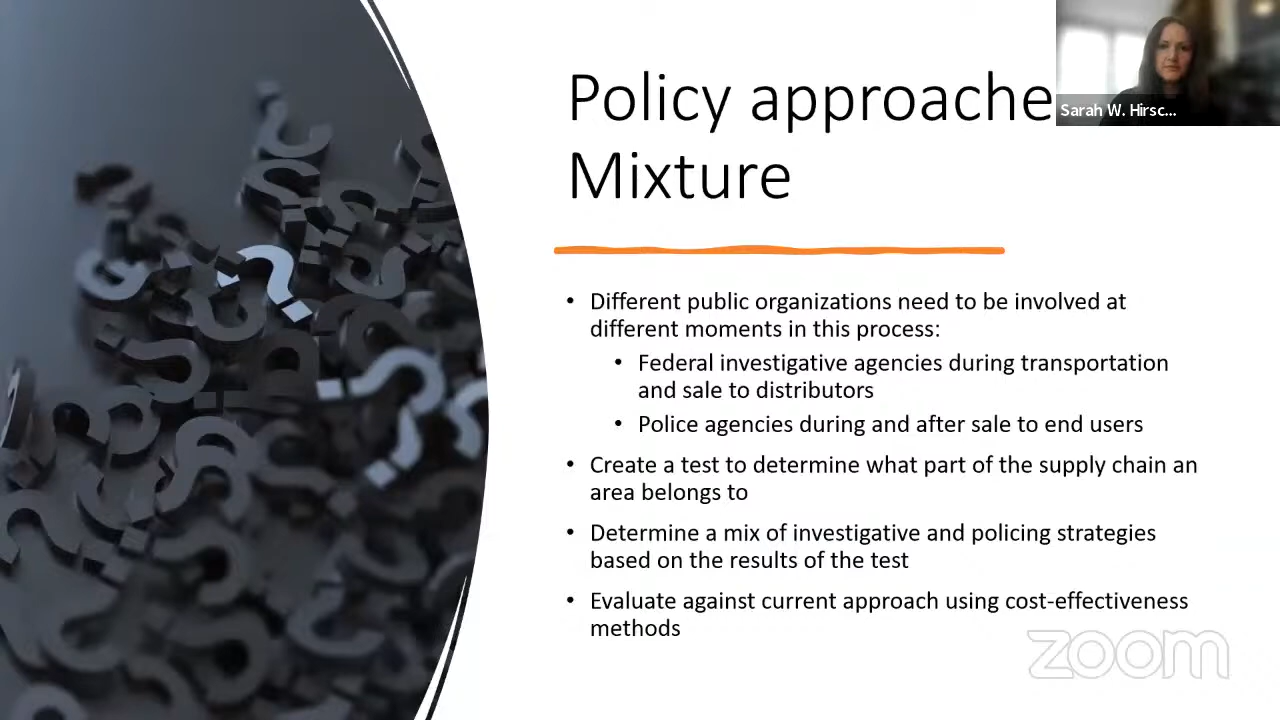 Policy approache
Mixture
Sarah W. Hirsc...
• Different public organizations need to be involved at
different moments in this process:
• Federal investigative agencies during transportation
and sale to distributors
• Police agencies during and after sale to end users
• Create a test to determine what part of the supply chain an
area belongs to
• Determine a mix of investigative and policing strategies
based on the results of the test
• Evaluate against current approach using cost-effectiveness
methods
zoom